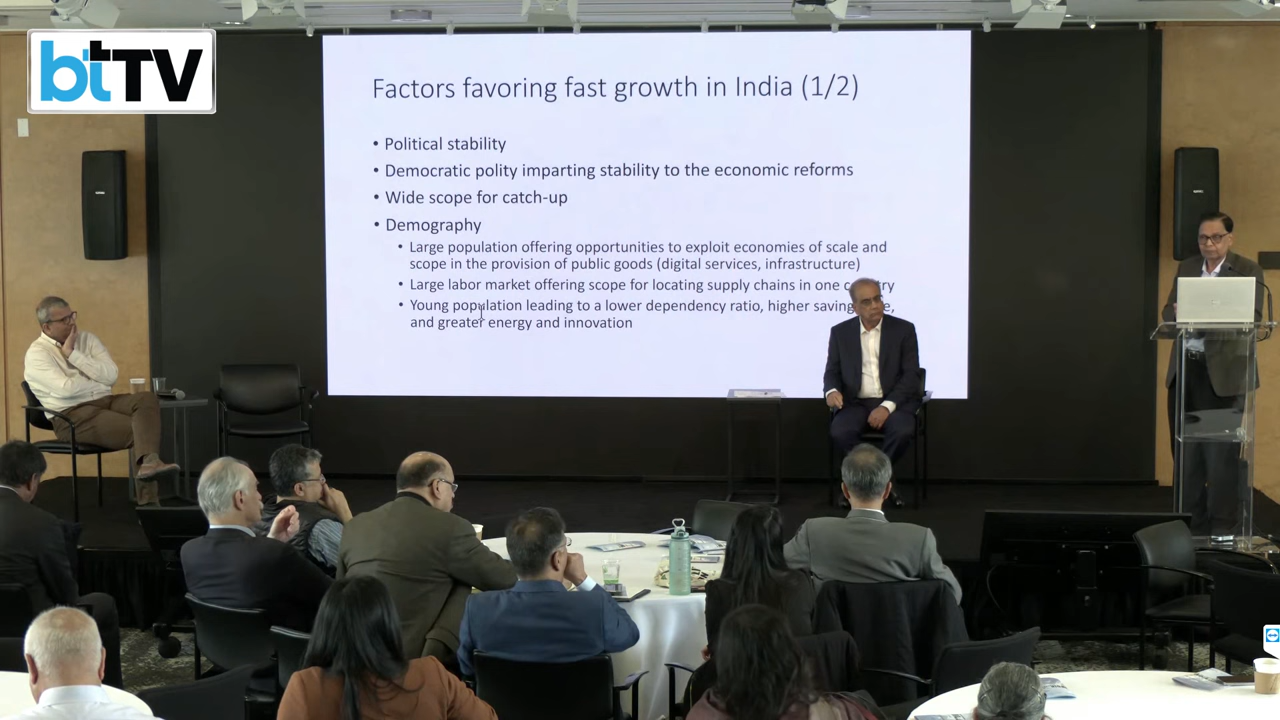 btTV
Factors favoring fast growth in India (1/2)
• Political stability
• Democratic polity imparting stability to the economic reforms
• Wide scope for catch-up
• Demography
• Large population offering opportunities to exploit economies of scale and
scope in the provision of public goods (digital services, infrastructure)
• Large labor market offering scope for locating supply chains in one
• Young population leading to a lower dependency ratio, higher
and greater energy and innovation